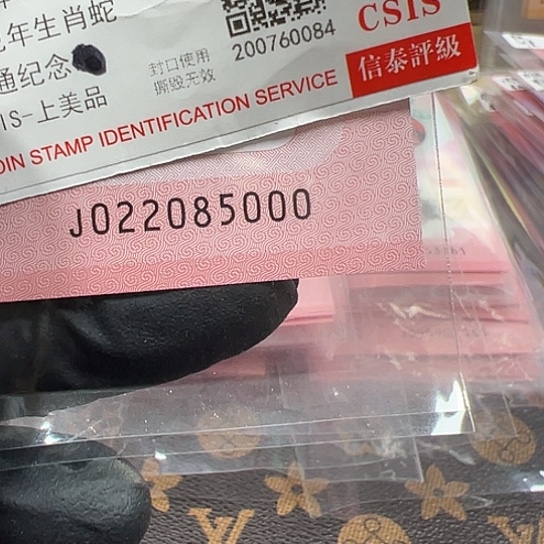 年生肖蛇
通纪念
IS-上美品
封口使用
撕毁无效
200760084
CSIS
信泰評級
OIN STAMP IDENTIFICATION SERVICE
J022085000